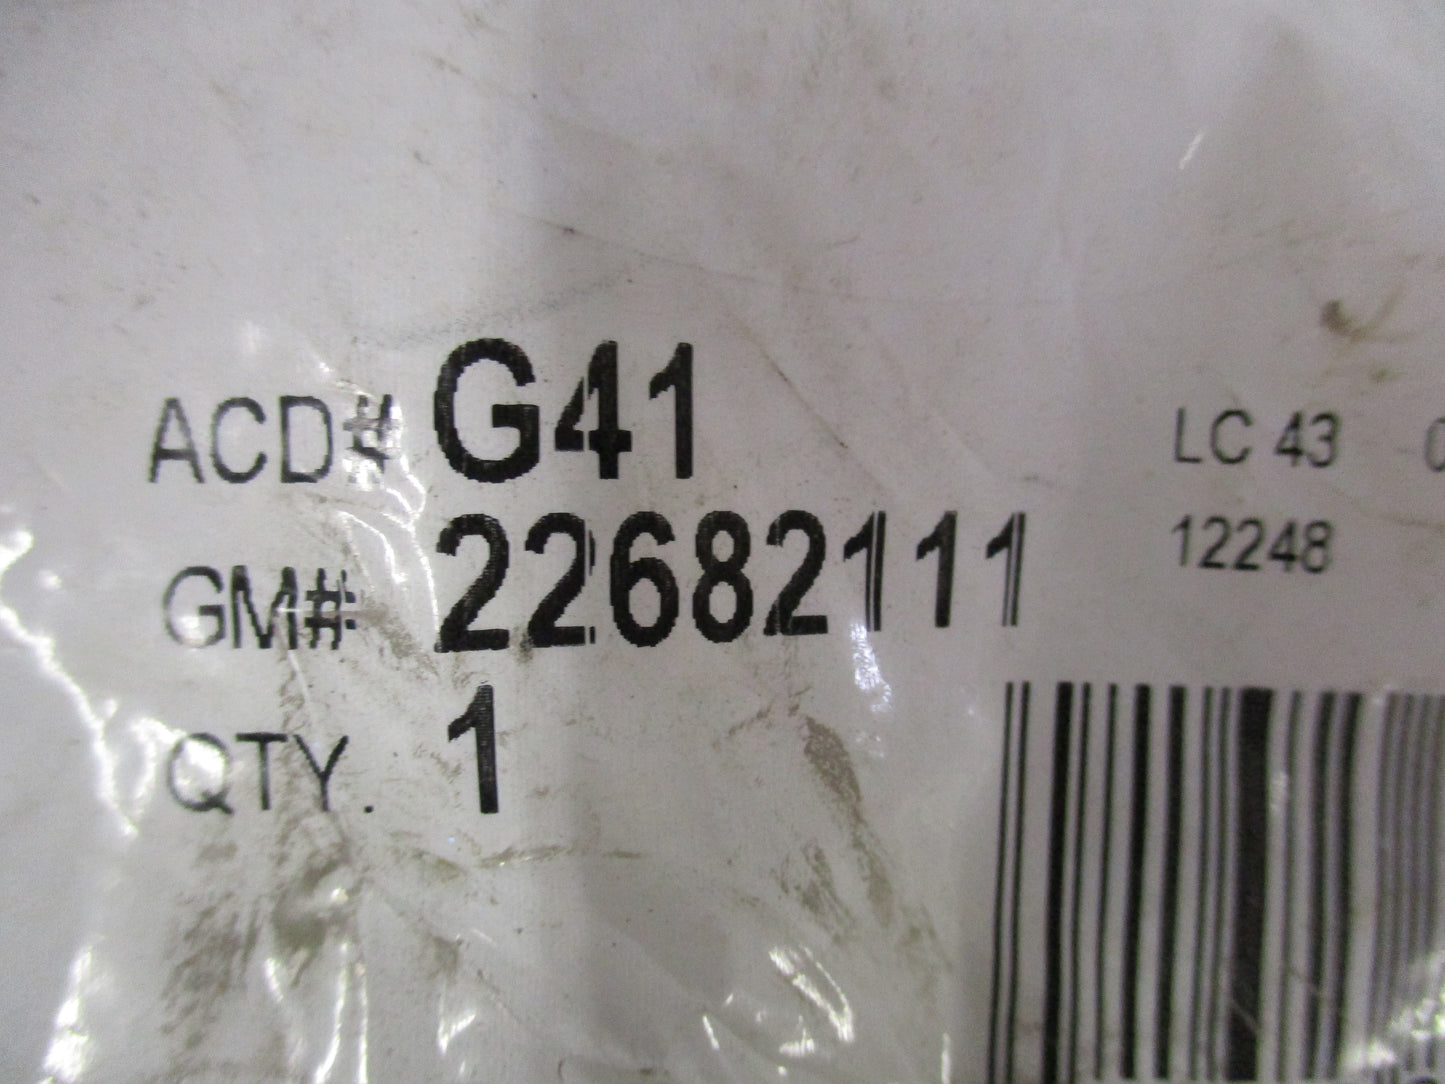 ACD# G41
GM# 22682111
QTY. 1
LC 43
12248